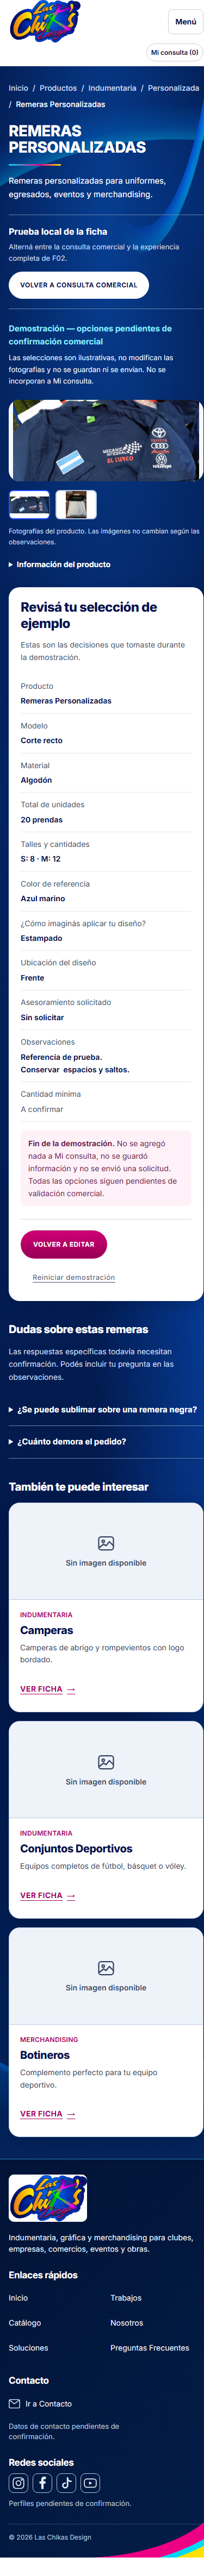 Las
Chikas
Menú
Mi consulta (0)
Inicio / Productos / Indumentaria / Personalizada
/ Remeras Personalizadas
REMERAS
PERSONALIZADAS
Remeras personalizadas para uniformes,
egresados, eventos y merchandising.
Prueba local de la ficha
Alterná entre la consulta comercial y la experiencia
completa de F02.
VOLVER A CONSULTA COMERCIAL
Demostración — opciones pendientes de
confirmación comercial
Las selecciones son ilustrativas, no modifican las
fotografías y no se guardan ni se envían. No se
incorporan a Mi consulta.
MECANICA
INTEGRAL
EL CUPECO
TOYOTA
Fotografías del producto. Las imágenes no cambian según las
observaciones.
Información del producto
Revisá tu selección de
ejemplo
Estas son las decisiones que tomaste durante
la demostración.
Producto
Remeras Personalizadas
Modelo
Corte recto
Material
Algodón
Total de unidades
20 prendas
Talles y cantidades
S: 8 · M: 12
Color de referencia
Azul marino
¿Cómo imaginás aplicar tu diseño?
Estampado
Ubicación del diseño
Frente
Asesoramiento solicitado
Sin solicitar
Observaciones
Referencia de prueba.
Conservar  espacios y saltos.
Cantidad mínima
A confirmar
Fin de la demostración. No se agregó
nada a Mi consulta, no se guardó
información y no se envió una solicitud.
Todas las opciones siguen pendientes de
validación comercial.
VOLVER A EDITAR
Reiniciar demostración
Dudas sobre estas remeras
Las respuestas específicas todavía necesitan
confirmación. Podés incluir tu pregunta en las
observaciones.
¿Se puede sublimar sobre una remera negra?
¿Cuánto demora el pedido?
También te puede interesar
Sin imagen disponible
INDUMENTARIA
Camperas
Camperas de abrigo y rompevientos con logo
bordado.
VER FICHA →
Sin imagen disponible
INDUMENTARIA
Conjuntos Deportivos
Equipos completos de fútbol, básquet o vóley.
VER FICHA →
Sin imagen disponible
MERCHANDISING
Botineros
Complemento perfecto para tu equipo
deportivo.
VER FICHA →
Las
Chikas
Indumentaria, gráfica y merchandising para clubes,
empresas, comercios, eventos y obras.
Enlaces rápidos
Inicio Trabajos
Catálogo Nosotros
Soluciones Preguntas Frecuentes
Contacto
Ir a Contacto
Datos de contacto pendientes de
confirmación.
Redes sociales
Perfiles pendientes de confirmación.
© 2026 Las Chikas Design